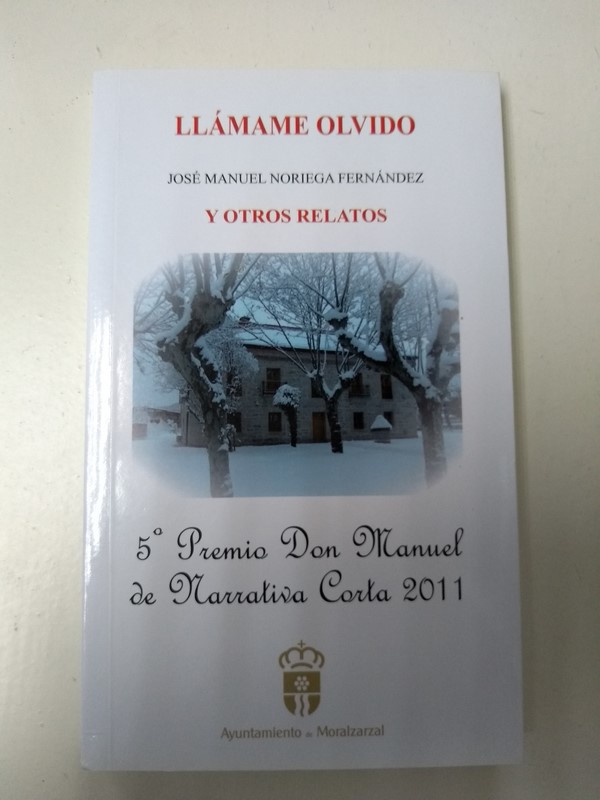 LLÁMAME OLVIDO
JOSÉ MANUEL NORIEGA FERNÁNDEZ
Y OTROS RELATOS
5º Premio Don Manuel
de Narrativa Corta 2011
Ayuntamiento de Moralzarzal